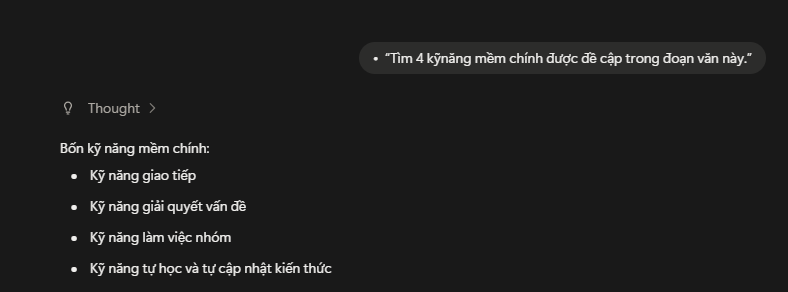 • “Tìm 4 kỹnăng mềm chính được đề cập trong đoạn văn này.”
Thought >
Bốn kỹ năng mềm chính:
• Kỹ năng giao tiếp
• Kỹ năng giải quyết vấn đề
• Kỹ năng làm việc nhóm
• Kỹ năng tự học và tự cập nhật kiến thức